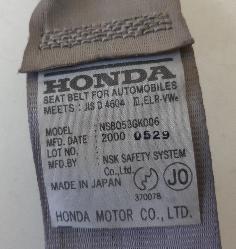 HONDA
SEAT BELT FOR AUTOMOBILES
MEETS : JIS D 4604 II, ELR-VWe
MODEL : NSB053GK006
MFD. DATE : 2000 0529
LOT NO. :
MFD. BY : NSK SAFETY SYSTEM
Co., Ltd.
MADE IN JAPAN
370078
JO
HONDA MOTOR CO., LTD.